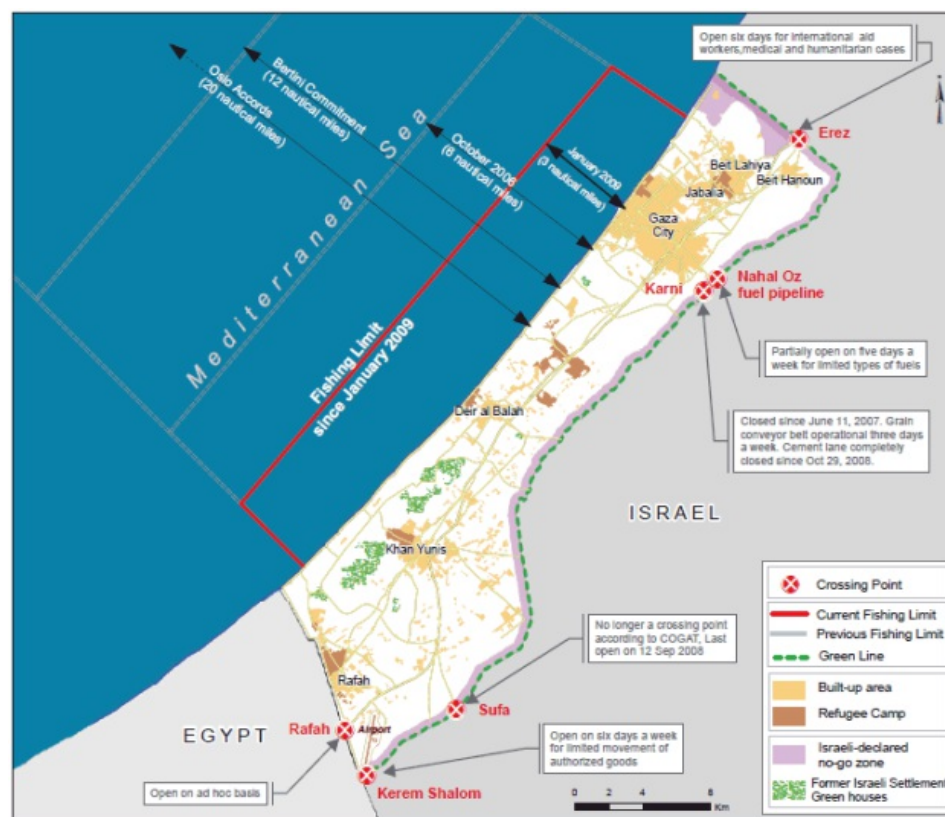 Open six days for international aid
workers,medical and humanitarian cases
Erez
Oslo Accords
(20 nautical miles)
Bertini Commitment
(12 nautical miles)
October 2006
(6 nautical miles)
January 2009
(3 nautical miles)
Mediterranean Sea
Fishing Limit
since January 2009
Beit Lahiya
Beit Hanoun
Jabalia
Gaza
City
Karni
Nahal Oz
fuel pipeline
Partially open on five days a
week for limited types of fuels
Closed since June 11, 2007. Grain
conveyor belt operational three days
a week. Cement lane completely
closed since Oct 29, 2008.
Deir al Balah
ISRAEL
Khan Yunis
No longer a crossing point
according to COGAT, Last
open on 12 Sep 2008
Rafah
Sufa
EGYPT
Rafah
Airport
Open on six days a week
for limited movement of
authorized goods
Open on ad hoc basis
Kerem Shalom
0 2 4 8
Km
Crossing Point
Current Fishing Limit
Previous Fishing Limit
Green Line
Built-up area
Refugee Camp
Israeli-declared
no-go zone
Former Israeli Settlement
Green houses